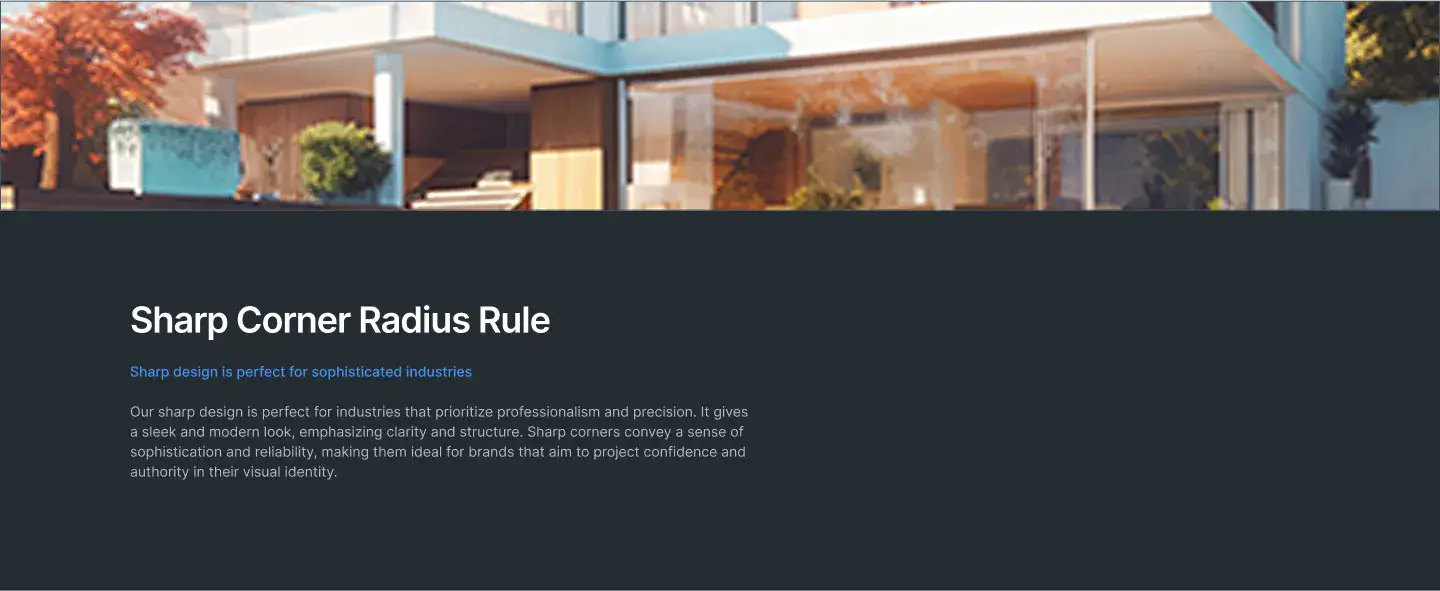 Sharp Corner Radius Rule
Sharp design is perfect for sophisticated industries
Our sharp design is perfect for industries that prioritize professionalism and precision. It gives
a sleek and modern look, emphasizing clarity and structure. Sharp corners convey a sense of
sophistication and reliability, making them ideal for brands that aim to project confidence and
authority in their visual identity.